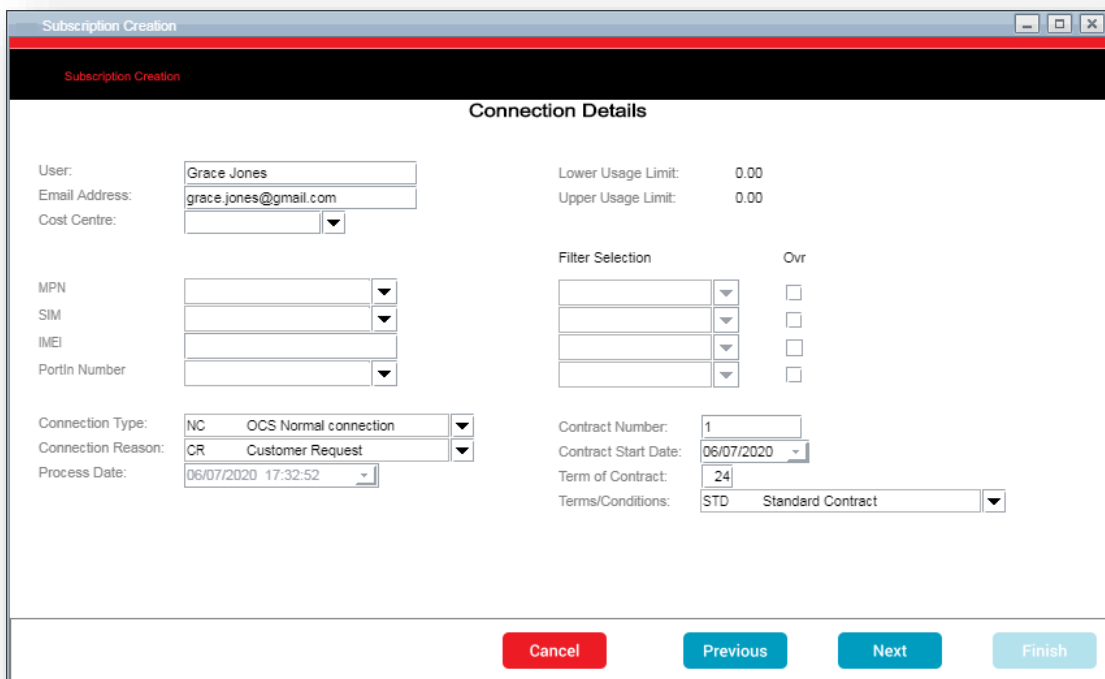 Subscription Creation
Subscription Creation
Connection Details
User: Grace Jones Lower Usage Limit: 0.00
Email Address: grace.jones@gmail.com Upper Usage Limit: 0.00
Cost Centre:
Filter Selection Ovr
MPN
SIM
IMEI
PortIn Number
Connection Type: NC OCS Normal connection Contract Number: 1
Connection Reason: CR Customer Request Contract Start Date: 06/07/2020
Process Date: 06/07/2020 17:32:52 Term of Contract: 24
Terms/Conditions: STD Standard Contract
Cancel Previous Next Finish